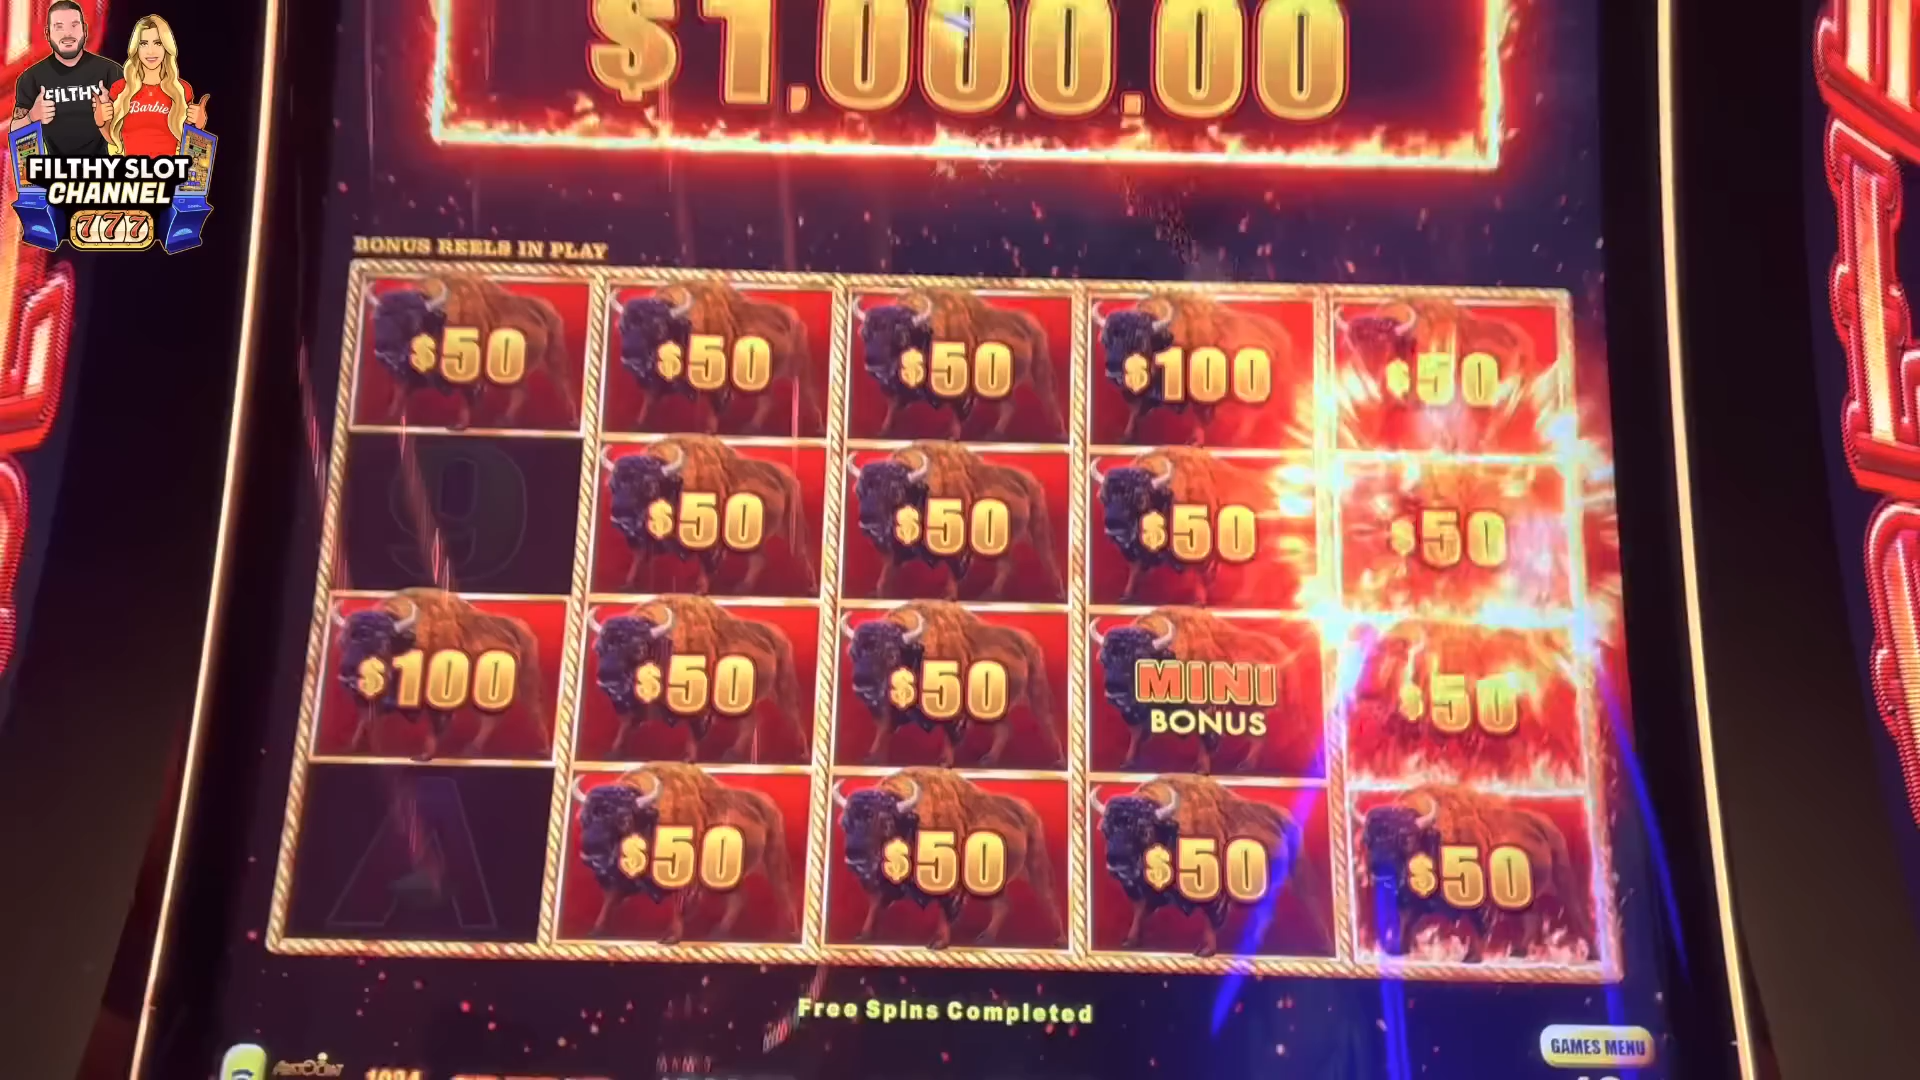 $1,000.00
FILTHY
Barbie
FILTHY SLOT
CHANNEL
777
BONUS REELS IN PLAY
$50 $50 $50 $100 $50
9 $50 $50 $50 $50
$100 $50 $50 MINI BONUS $50
A $50 $50 $50 $50
Free Spins Completed
GAMES MENU